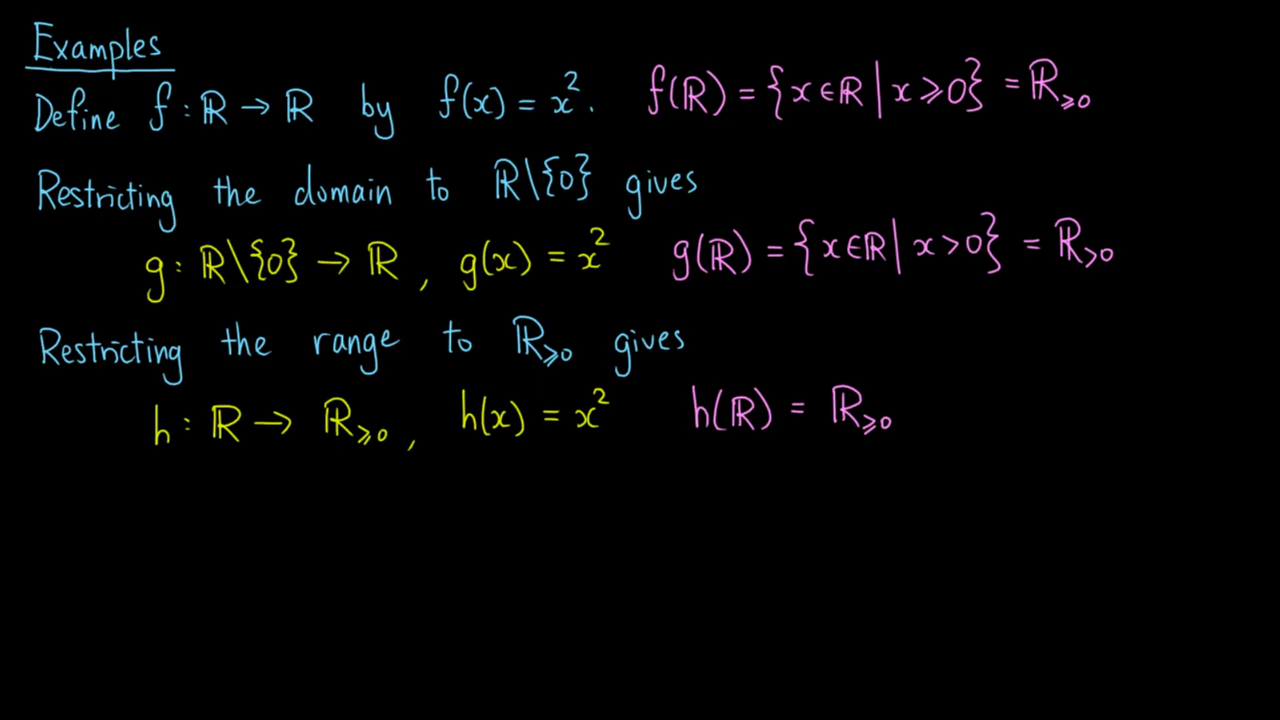 Examples
Define f : ℝ → ℝ by f(x) = x². f(ℝ) = {x ∈ ℝ | x ⩾ 0} = ℝ⩾0
Restricting the domain to ℝ\{0} gives
g : ℝ\{0} → ℝ , g(x) = x² g(ℝ) = {x ∈ ℝ | x > 0} = ℝ>0
Restricting the range to ℝ⩾0 gives
h : ℝ → ℝ⩾0 , h(x) = x² h(ℝ) = ℝ⩾0